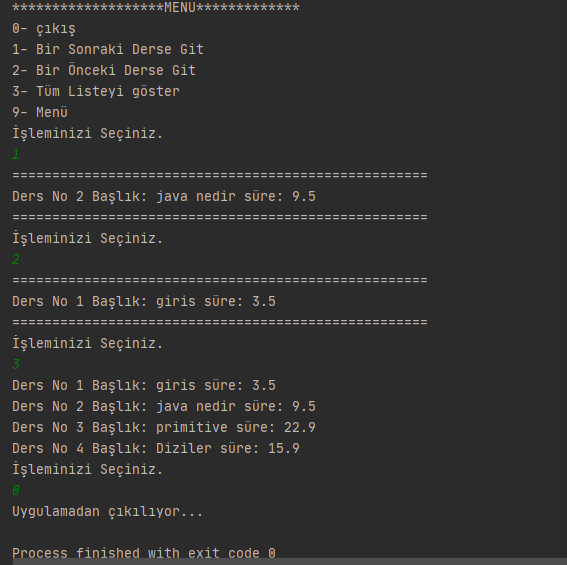 *******************MENU*************
0- çıkış
1- Bir Sonraki Derse Git
2- Bir Önceki Derse Git
3- Tüm Listeyi göster
9- Menü
İşleminizi Seçiniz.
1
====================================================
Ders No 2 Başlık: java nedir süre: 9.5
====================================================
İşleminizi Seçiniz.
2
====================================================
Ders No 1 Başlık: giris süre: 3.5
====================================================
İşleminizi Seçiniz.
3
Ders No 1 Başlık: giris süre: 3.5
Ders No 2 Başlık: java nedir süre: 9.5
Ders No 3 Başlık: primitive süre: 22.9
Ders No 4 Başlık: Diziler süre: 15.9
İşleminizi Seçiniz.
0
Uygulamadan çıkılıyor...
Process finished with exit code 0